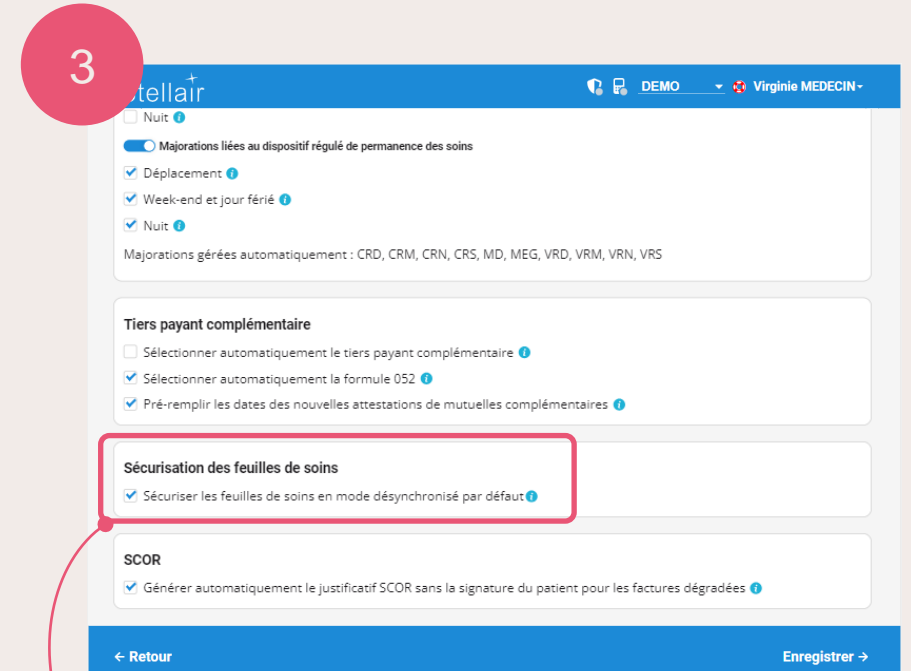 3
stellair
DEMO
Virginie MEDECIN
Nuit
Majorations liées au dispositif régulé de permanence des soins
Déplacement
Week-end et jour férié
Nuit
Majorations gérées automatiquement : CRD, CRM, CRN, CRS, MD, MEG, VRD, VRM, VRN, VRS
Tiers payant complémentaire
Sélectionner automatiquement le tiers payant complémentaire
Sélectionner automatiquement la formule 052
Pré-remplir les dates des nouvelles attestations de mutuelles complémentaires
Sécurisation des feuilles de soins
Sécuriser les feuilles de soins en mode désynchronisé par défaut
SCOR
Générer automatiquement le justificatif SCOR sans la signature du patient pour les factures dégradées
← Retour
Enregistrer →